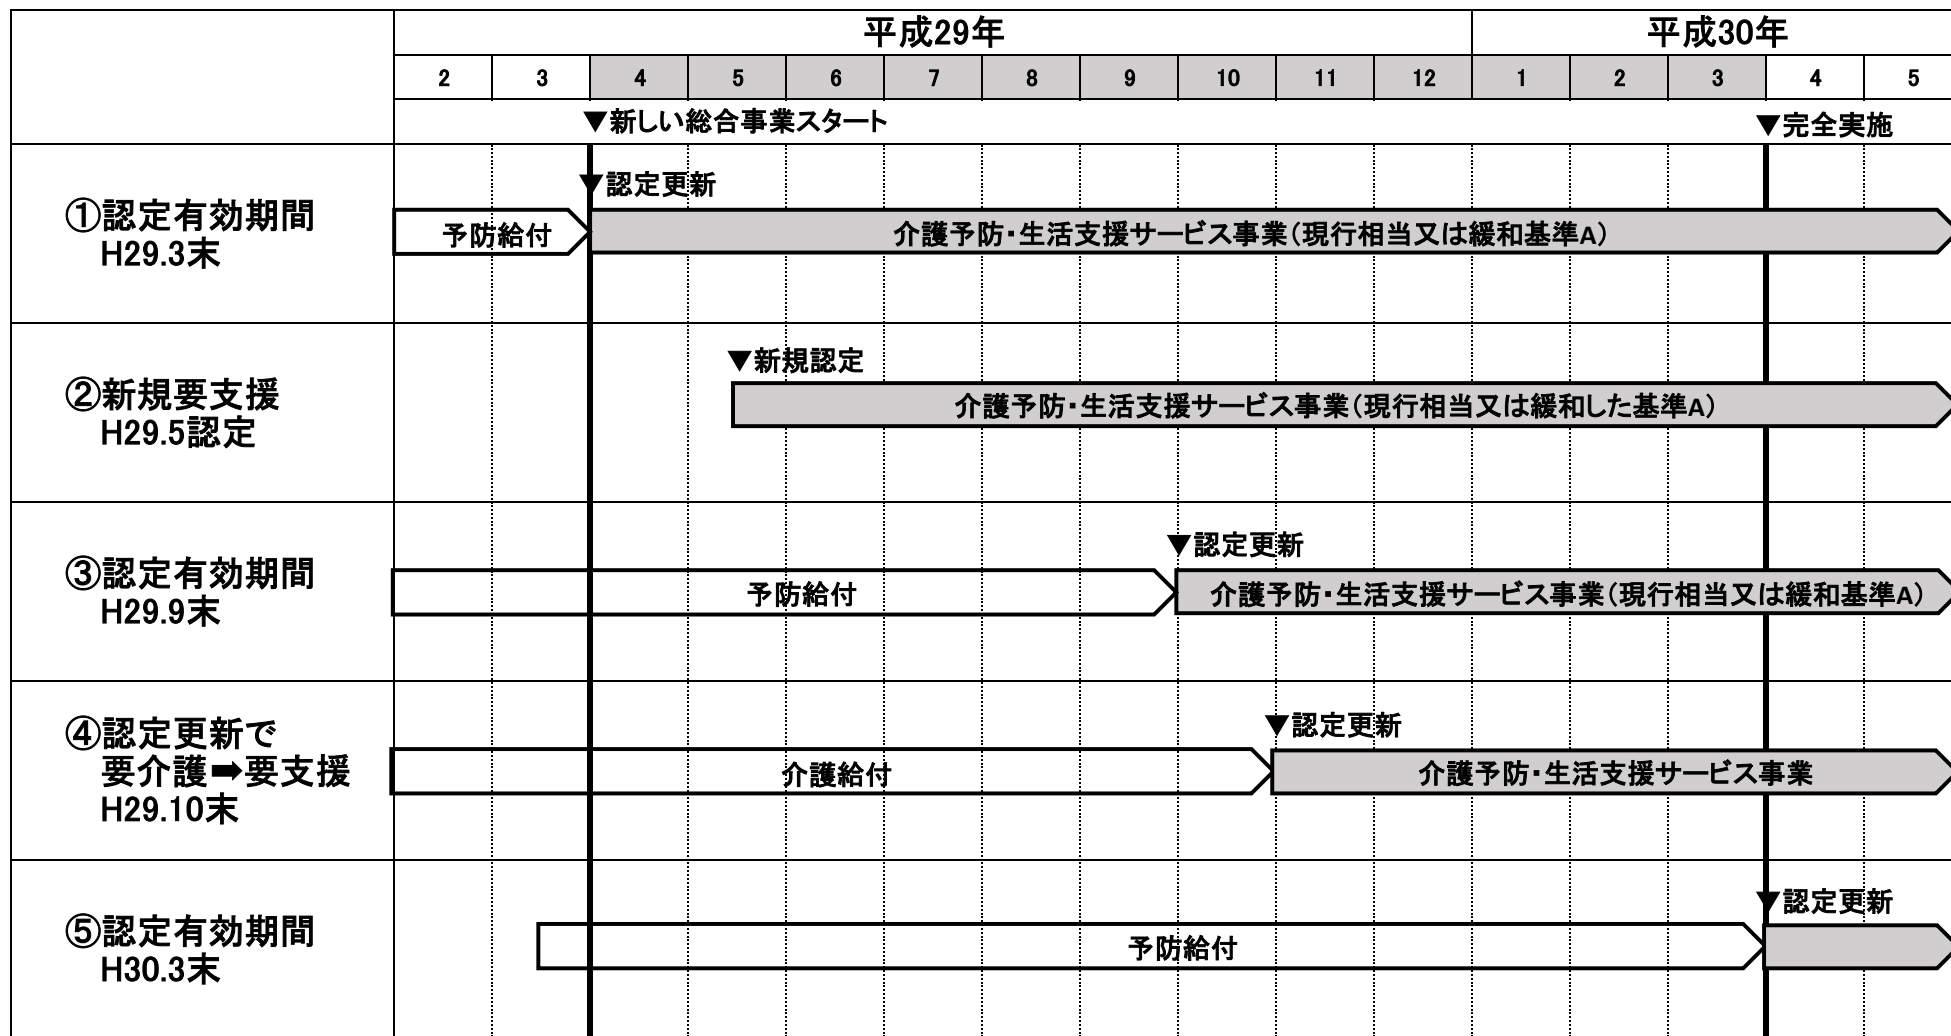 平成29年 平成30年
2 3 4 5 6 7 8 9 10 11 12 1 2 3 4 5
▼新しい総合事業スタート ▼完全実施
①認定有効期間
H29.3末
▼認定更新
予防給付 介護予防・生活支援サービス事業（現行相当又は緩和基準A）
②新規要支援
H29.5認定
▼新規認定
介護予防・生活支援サービス事業（現行相当又は緩和した基準A）
③認定有効期間
H29.9末
▼認定更新
予防給付 介護予防・生活支援サービス事業（現行相当又は緩和基準A）
④認定更新で
要介護➡要支援
H29.10末
▼認定更新
介護給付 介護予防・生活支援サービス事業
⑤認定有効期間
H30.3末
▼認定更新
予防給付